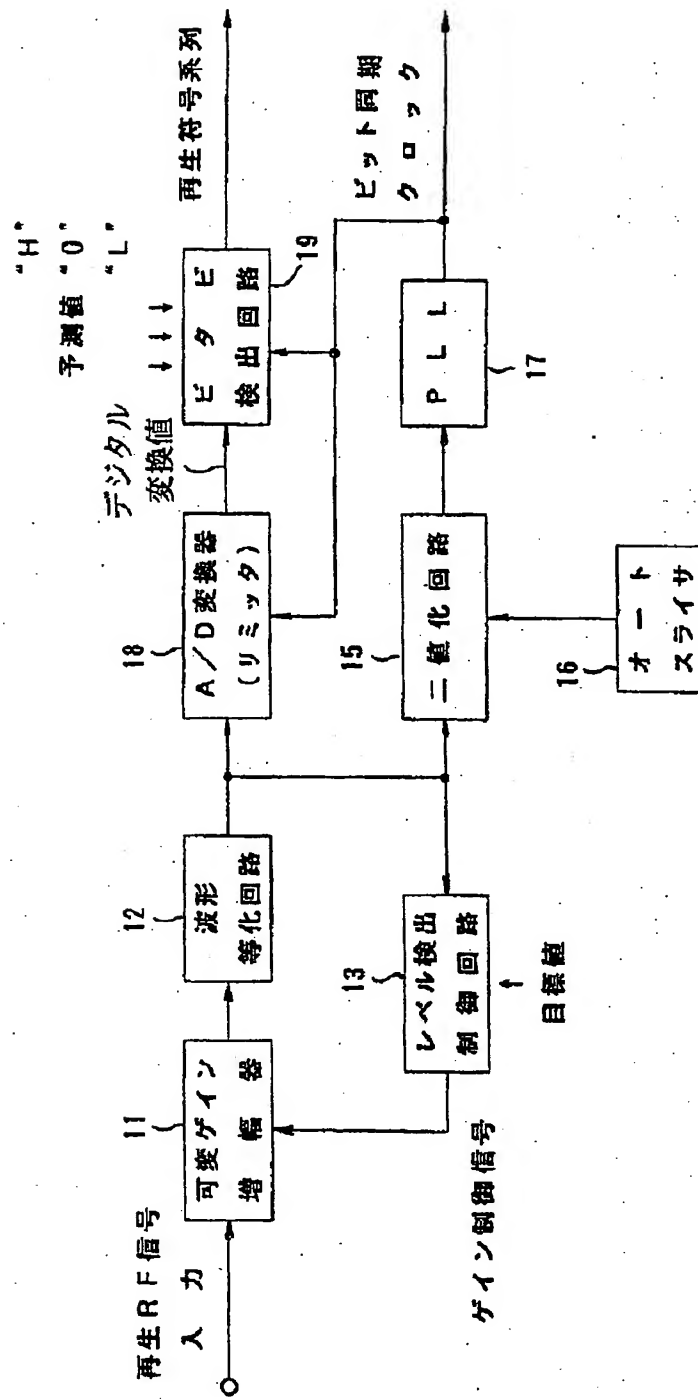 再生RF信号
入力
11
可変ゲイン
増幅器
12
波形
等化回路
18
A/D変換器
(リミッタ)
デジタル
変換値
予測値
“H”
“0”
“L”
ビタビ
検出回路
19
再生符号系列
ゲイン制御信号
13
レベル検出
制御回路
目標値
15
二値化回路
16
オート
スライサ
PLL
17
ビット同期
クロック